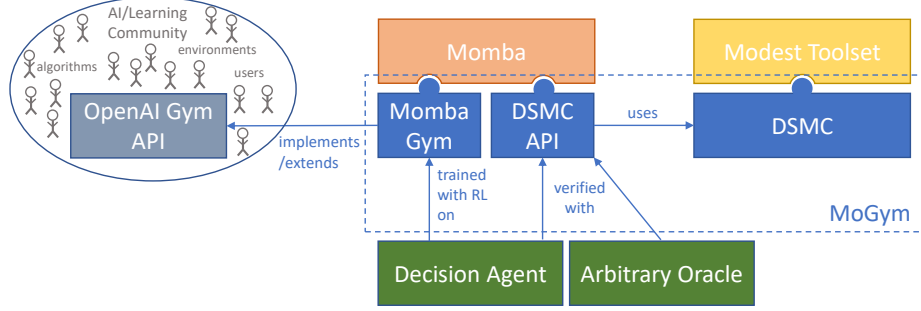 AI/Learning
Community
environments
algorithms
users
OpenAI Gym
API
implements
/extends
Momba
Modest Toolset
Momba
Gym
DSMC
API
uses
DSMC
trained
with RL
on
verified
with
MoGym
Decision Agent
Arbitrary Oracle